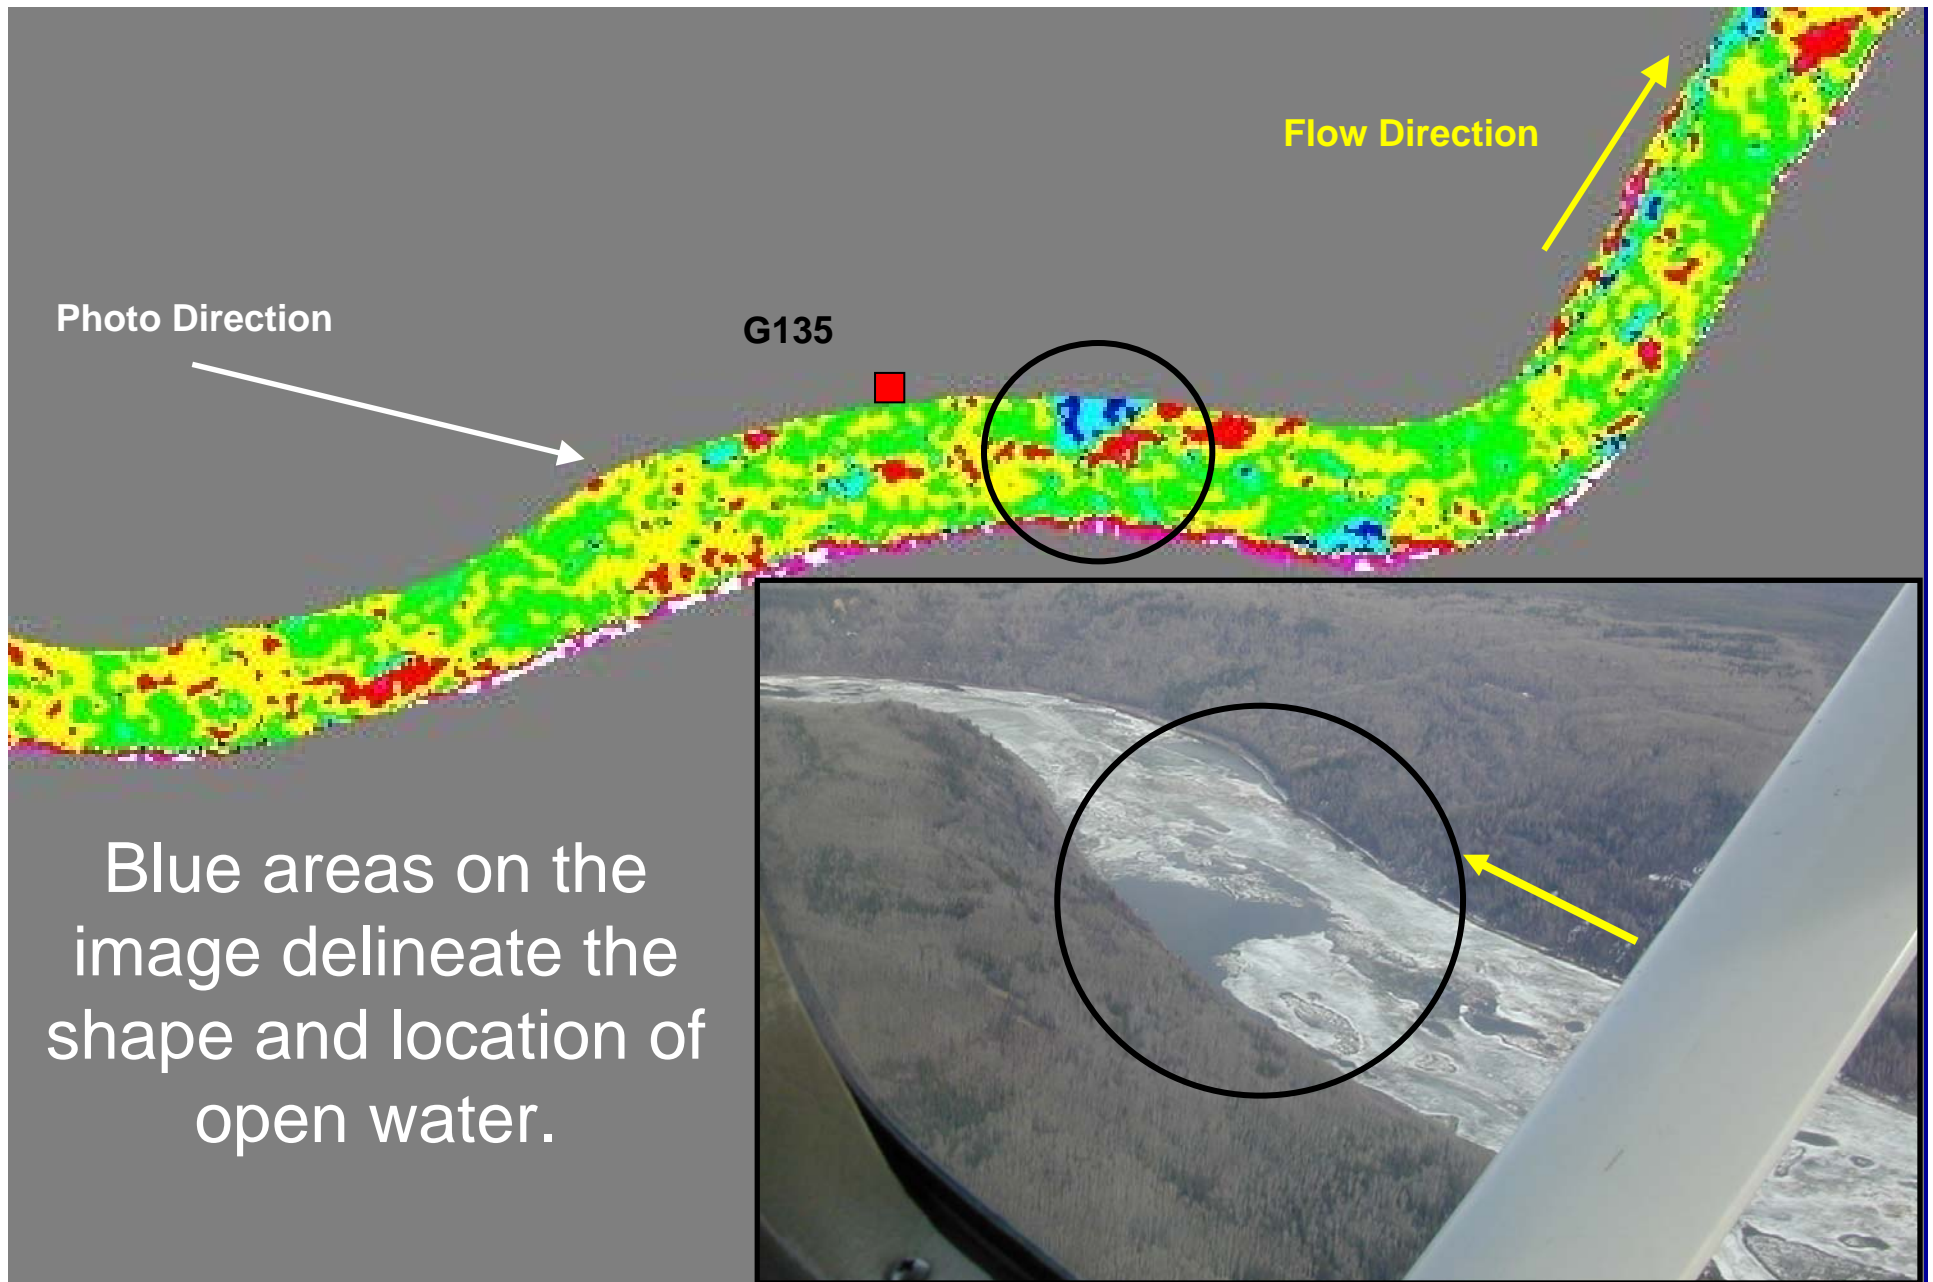 Flow Direction
Photo Direction
G135
Blue areas on the
image delineate the
shape and location of
open water.